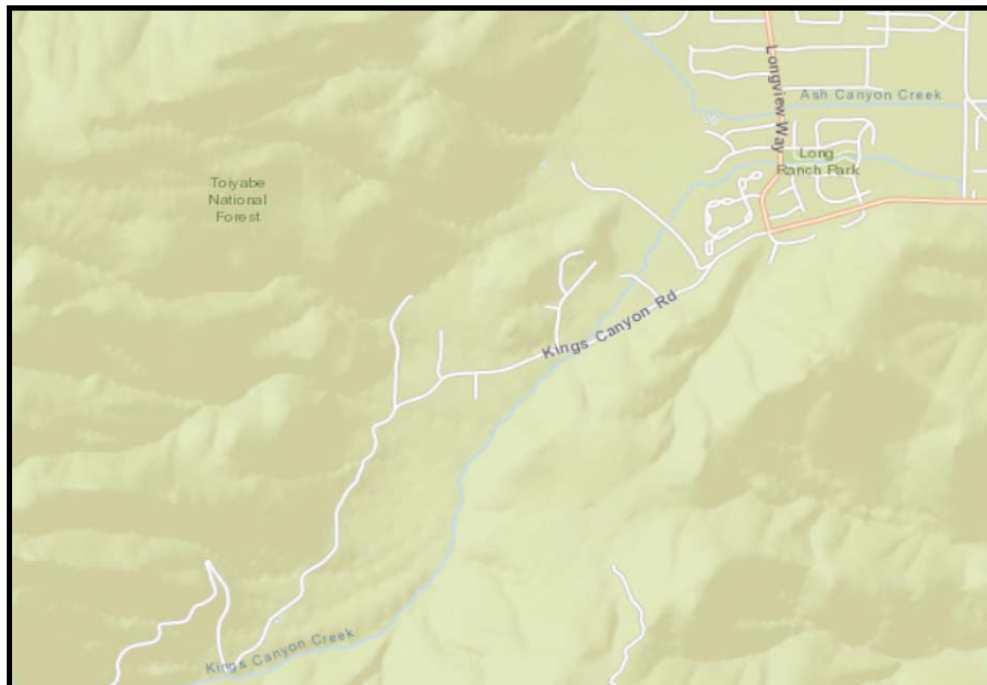 Longview Way
Ash Canyon Creek
Long
Ranch Park
Toiyabe
National
Forest
Kings Canyon Rd
Kings Canyon Creek